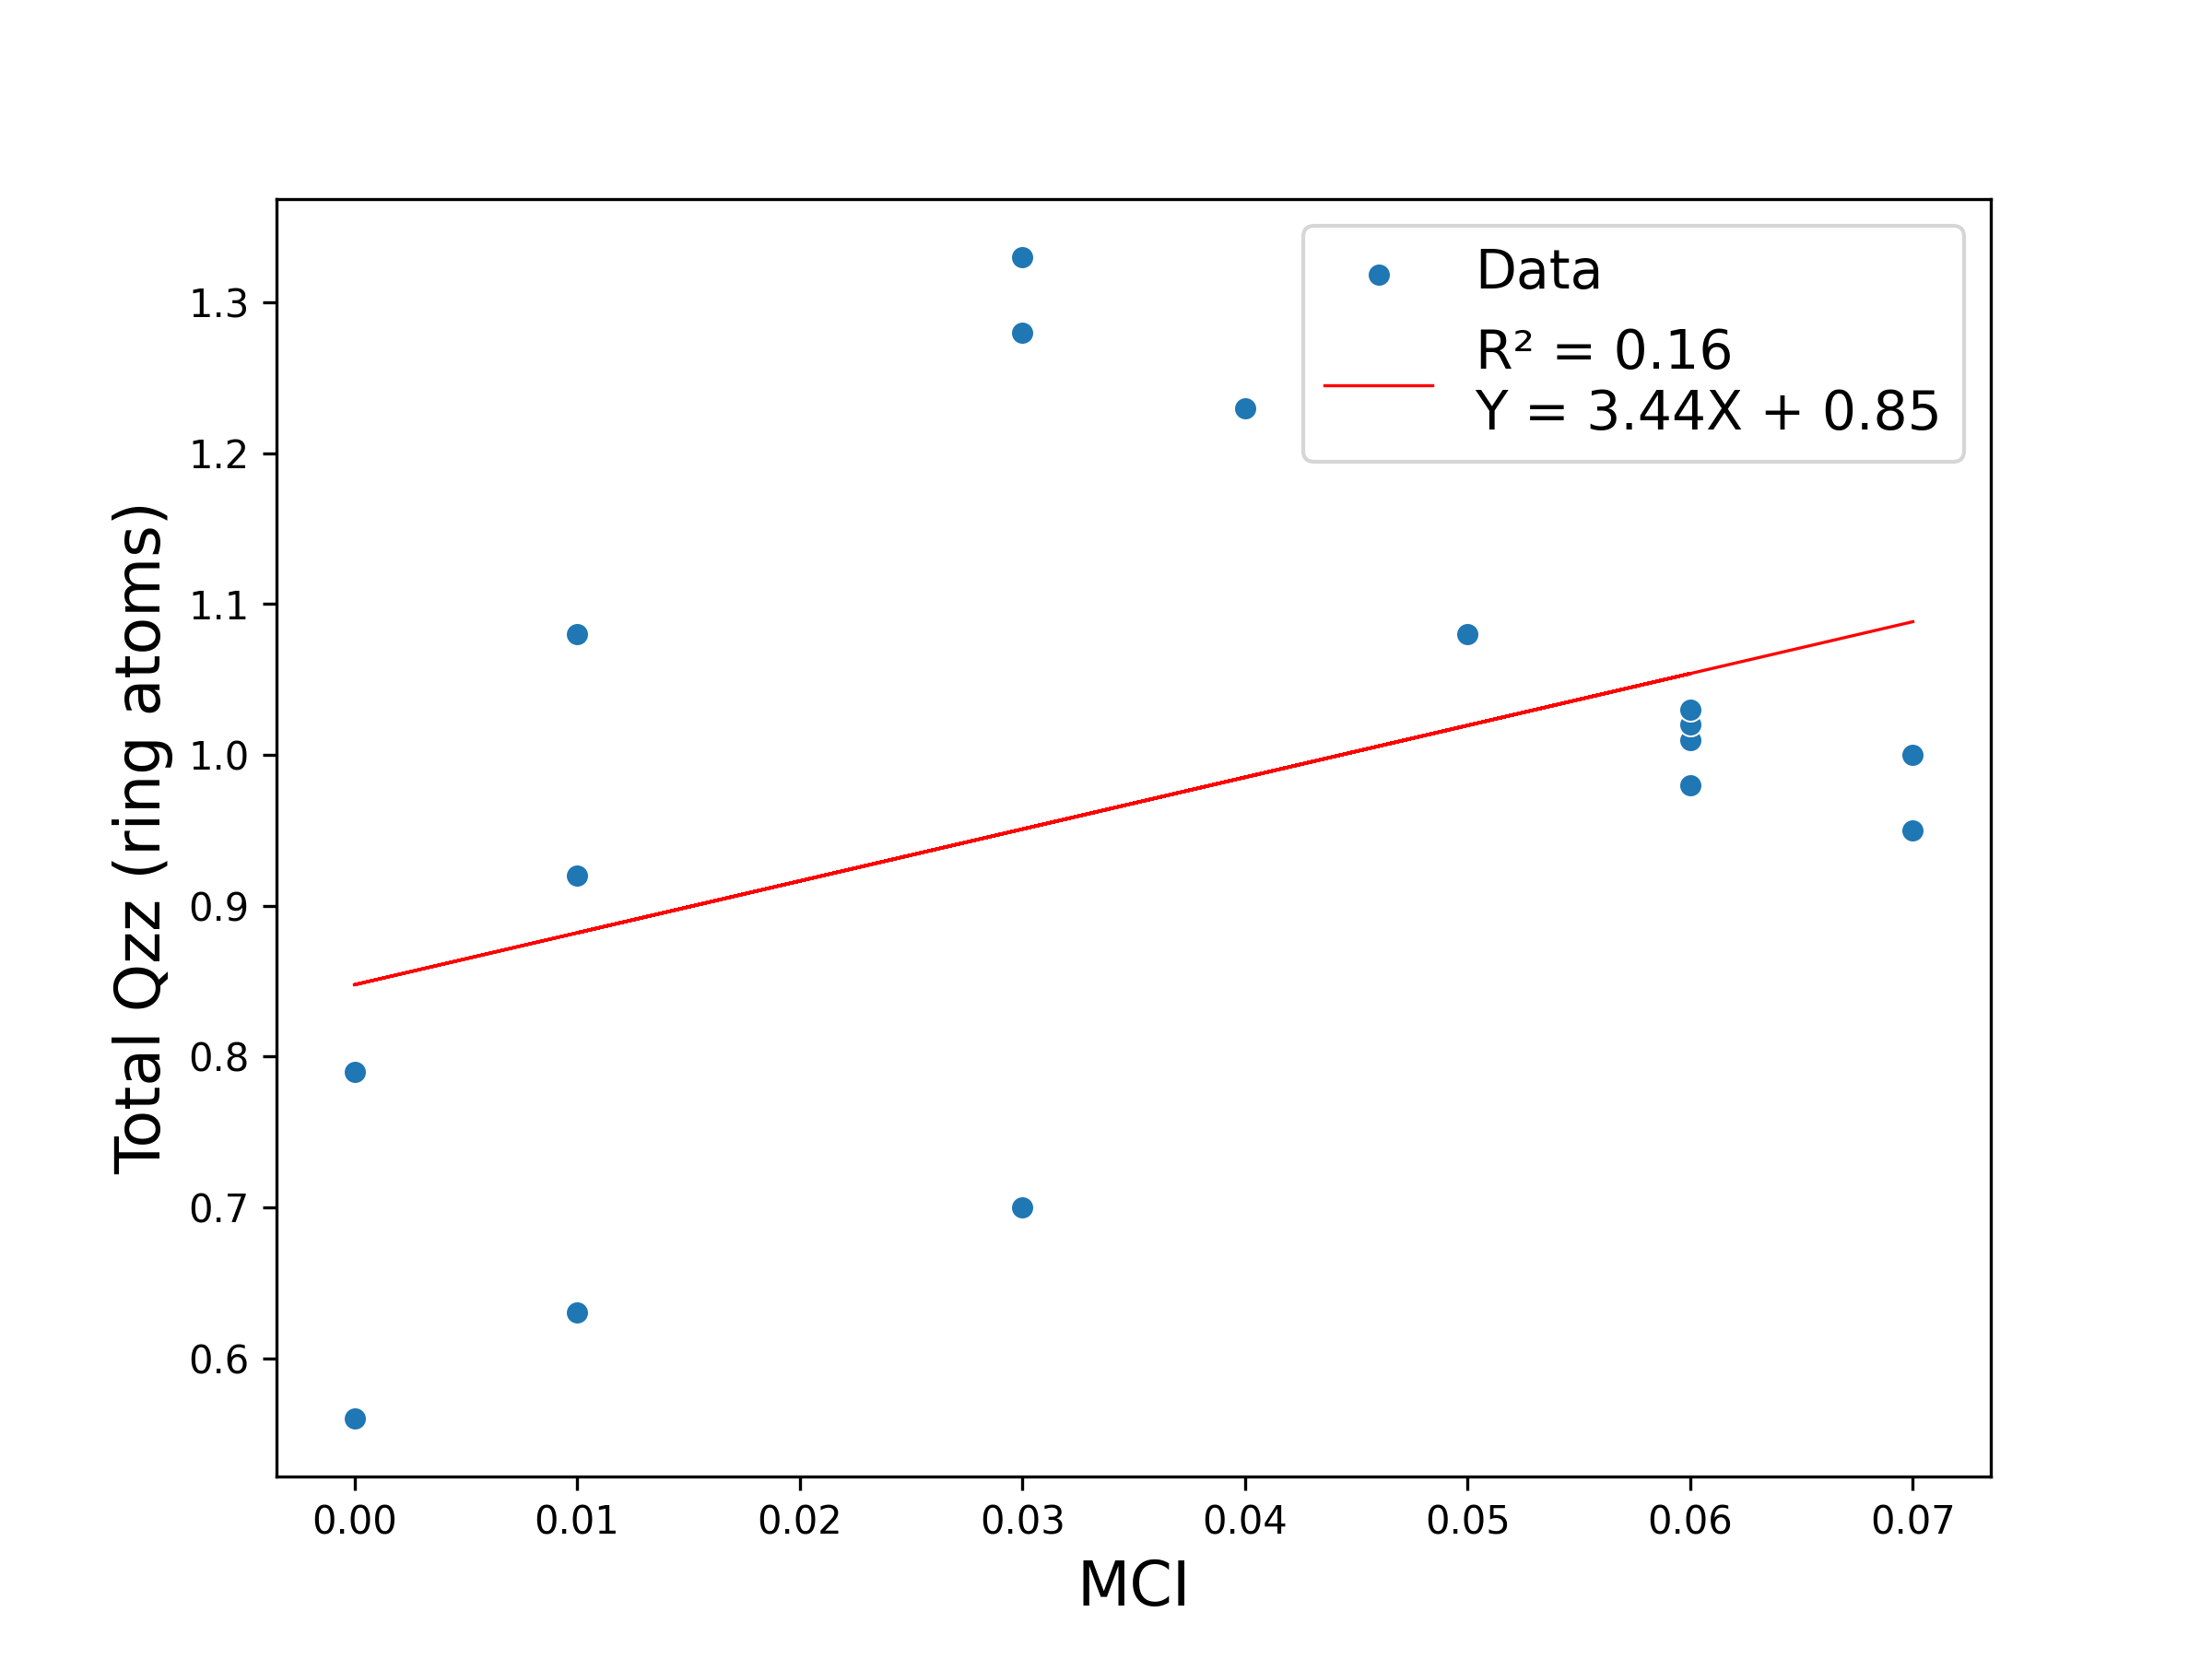 Data
R² = 0.16
Y = 3.44X + 0.85
1.3
1.2
1.1
1.0
0.9
0.8
0.7
0.6
Total Qzz (ring atoms)
0.00 0.01 0.02 0.03 0.04 0.05 0.06 0.07
MCI